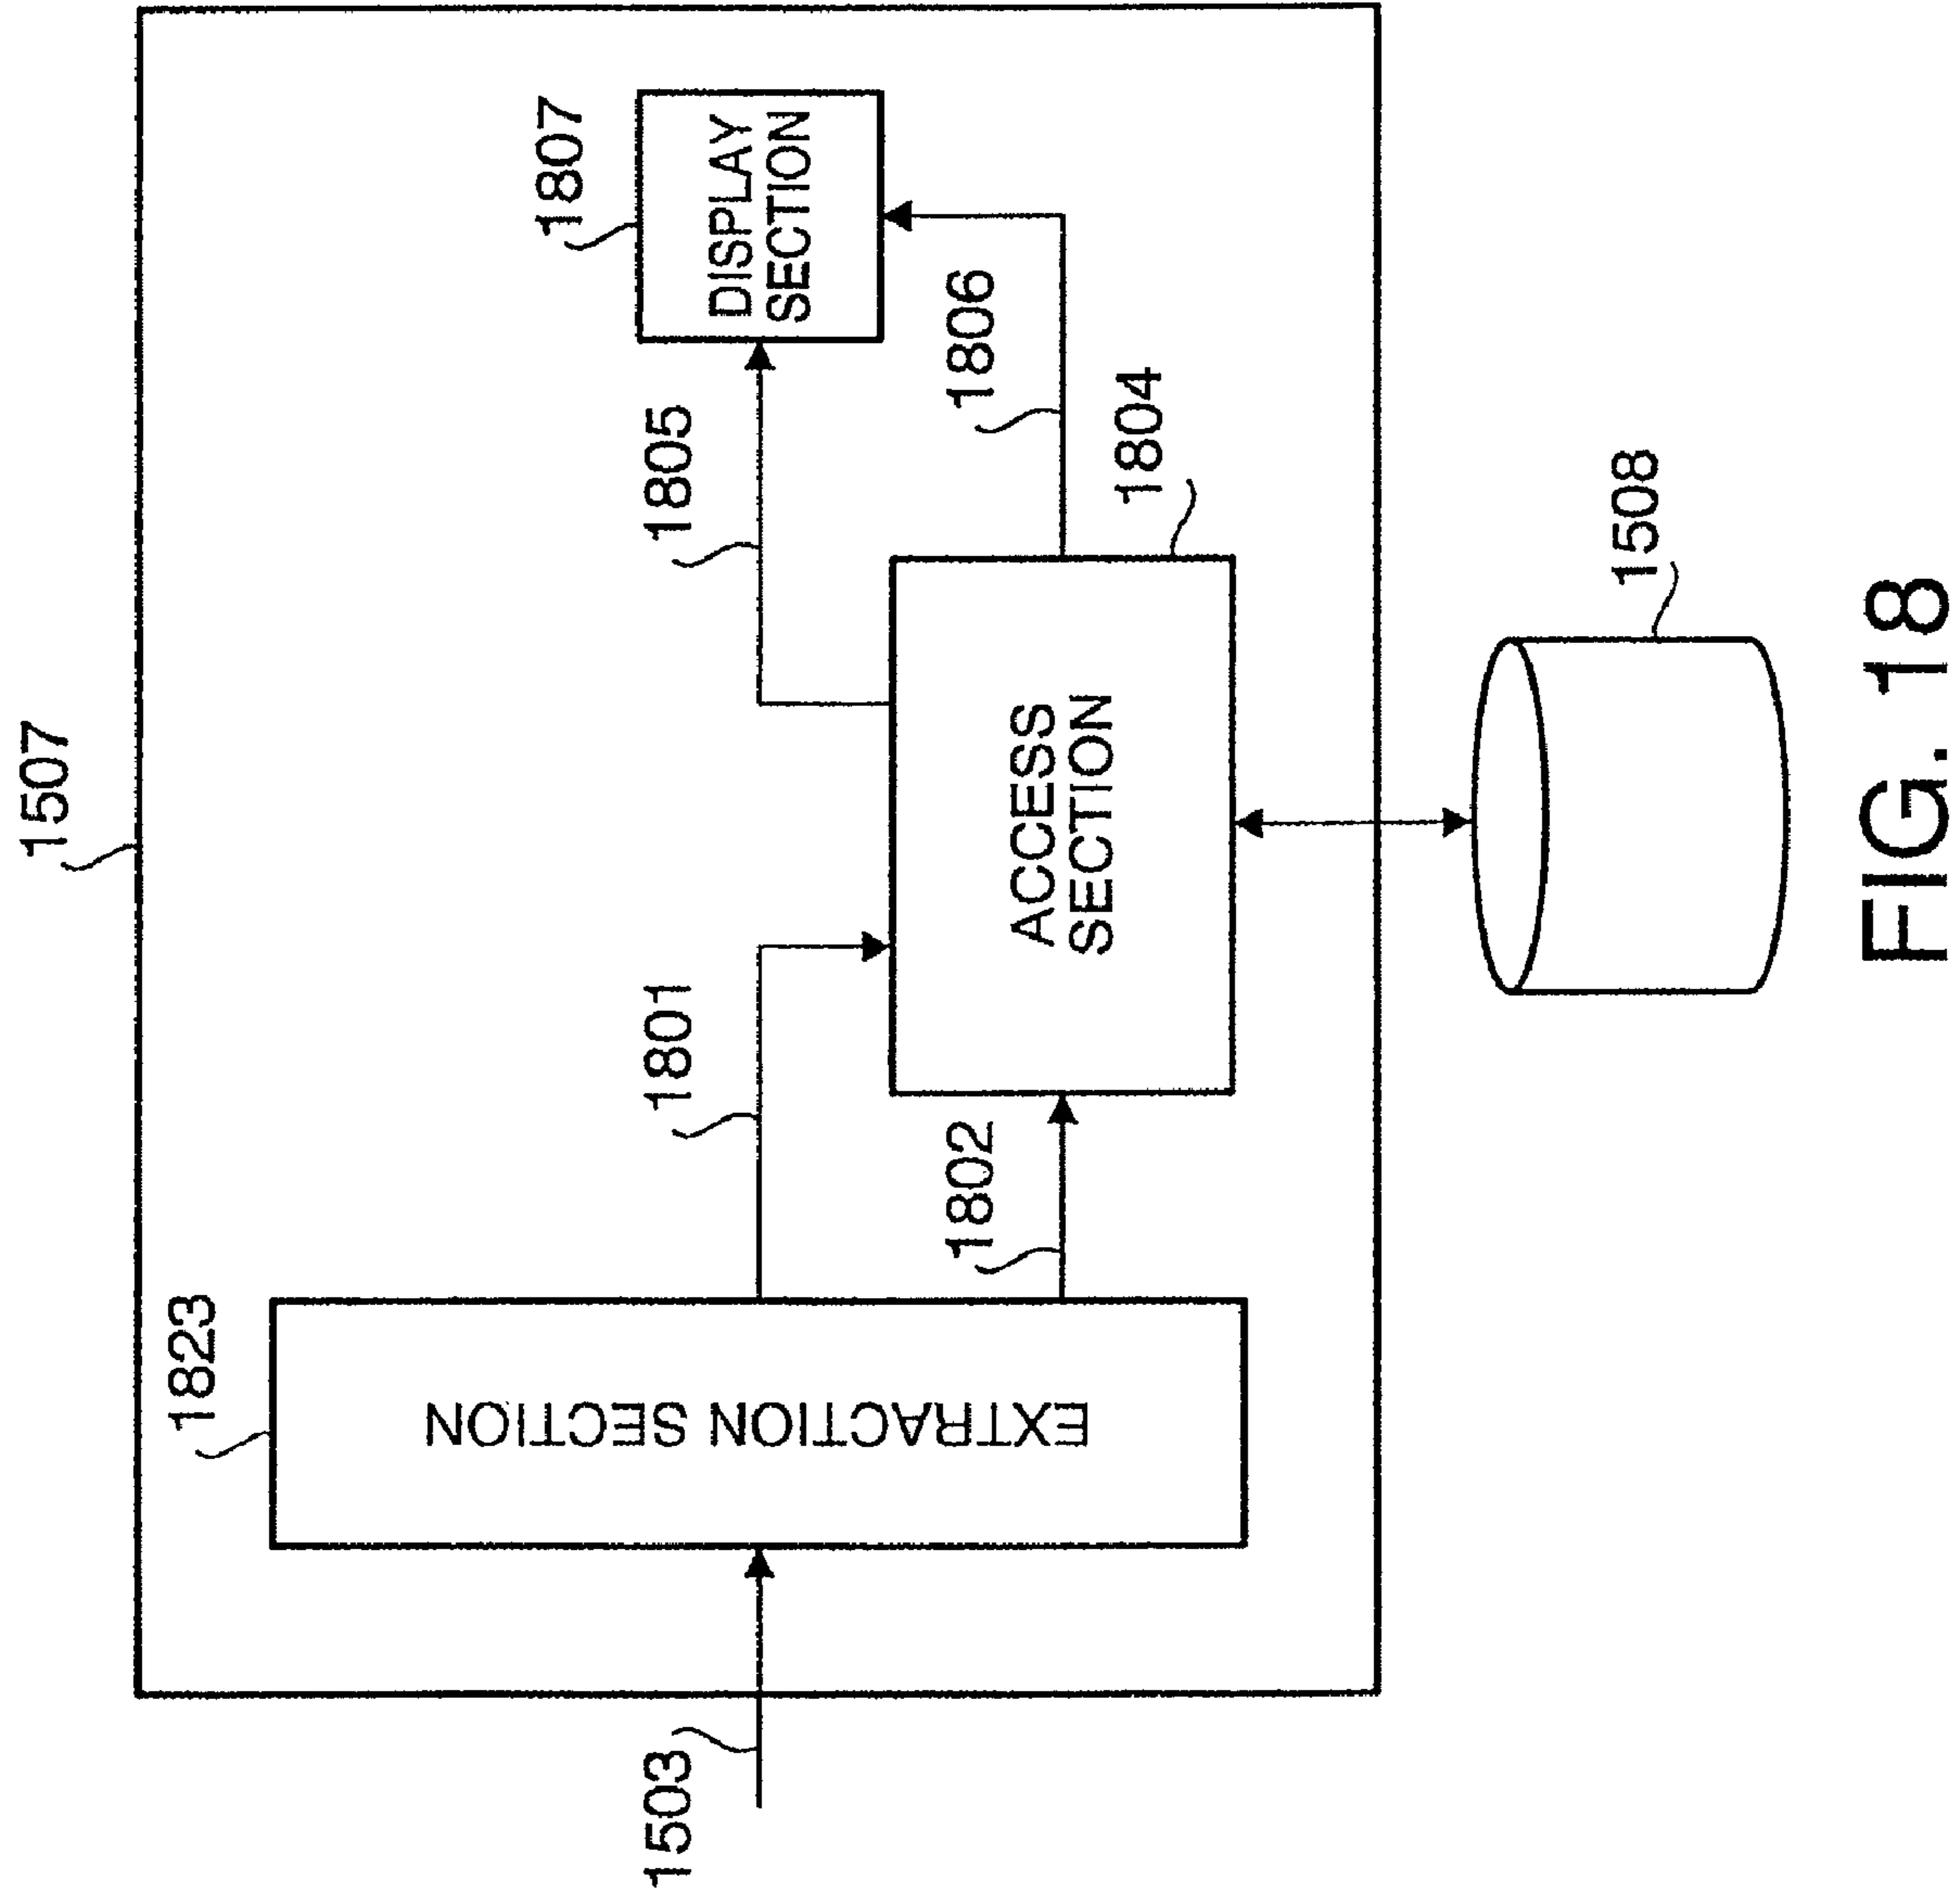 1507
1823
1807
DISPLAY
SECTION
1503
1801
1805
EXTRACTION SECTION
1802
1806
ACCESS
SECTION
1804
1508
FIG. 18